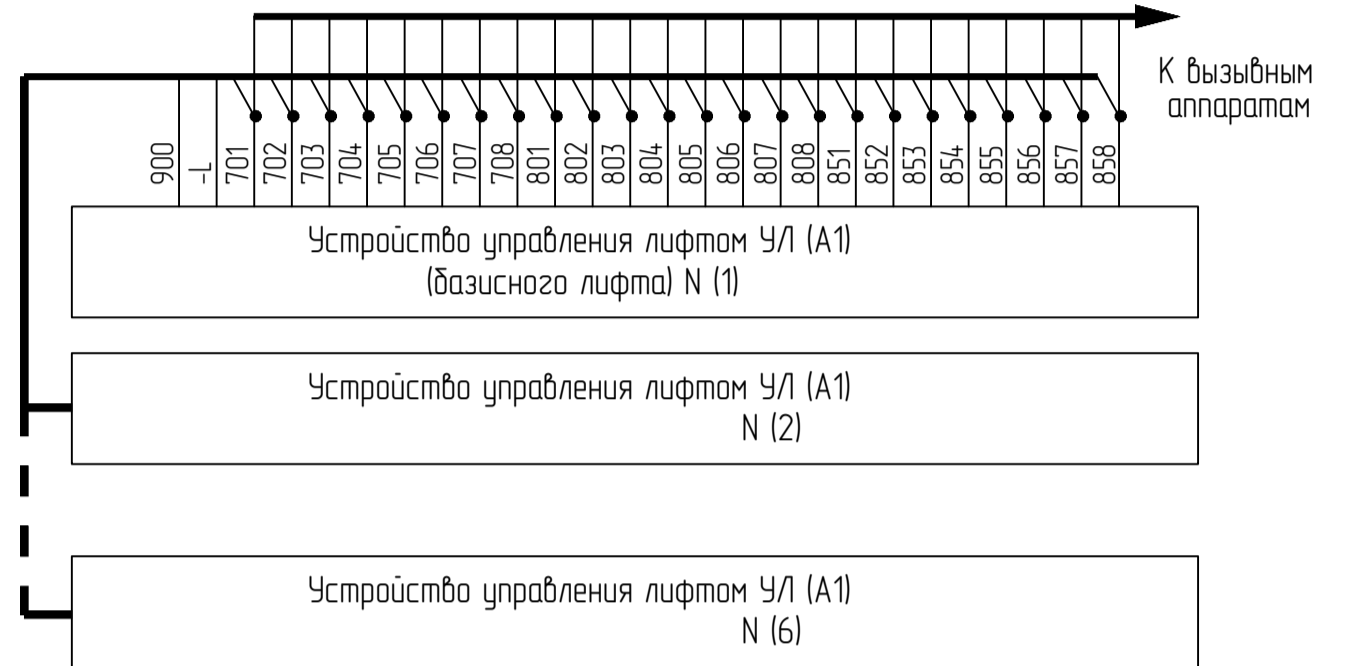 К вызывным
аппаратам
900
-L
701
702
703
704
705
706
707
708
801
802
803
804
805
806
807
808
851
852
853
854
855
856
857
858
Устройство управления лифтом УЛ (А1)
(базисного лифта) N (1)
Устройство управления лифтом УЛ (А1)
N (2)
Устройство управления лифтом УЛ (А1)
N (6)